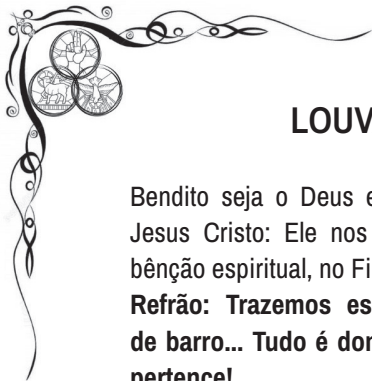 LOUV
Bendito seja o Deus e
Jesus Cristo: Ele nos
bênção espiritual, no Fi
Refrão: Trazemos es
de barro... Tudo é dor
pertence!